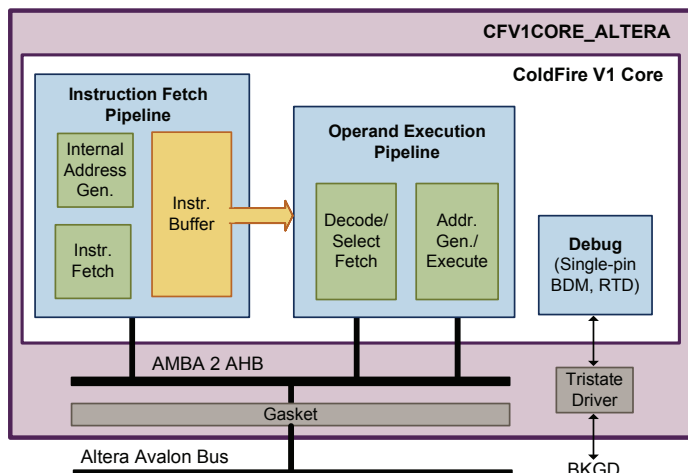 CFV1CORE_ALTERA
ColdFire V1 Core
Instruction Fetch
Pipeline
Internal
Address
Gen.
Instr.
Fetch
Instr.
Buffer
Operand Execution
Pipeline
Decode/
Select
Fetch
Addr.
Gen./
Execute
Debug
(Single-pin
BDM, RTD)
AMBA 2 AHB
Tristate
Driver
Gasket
Altera Avalon Bus
BKGD